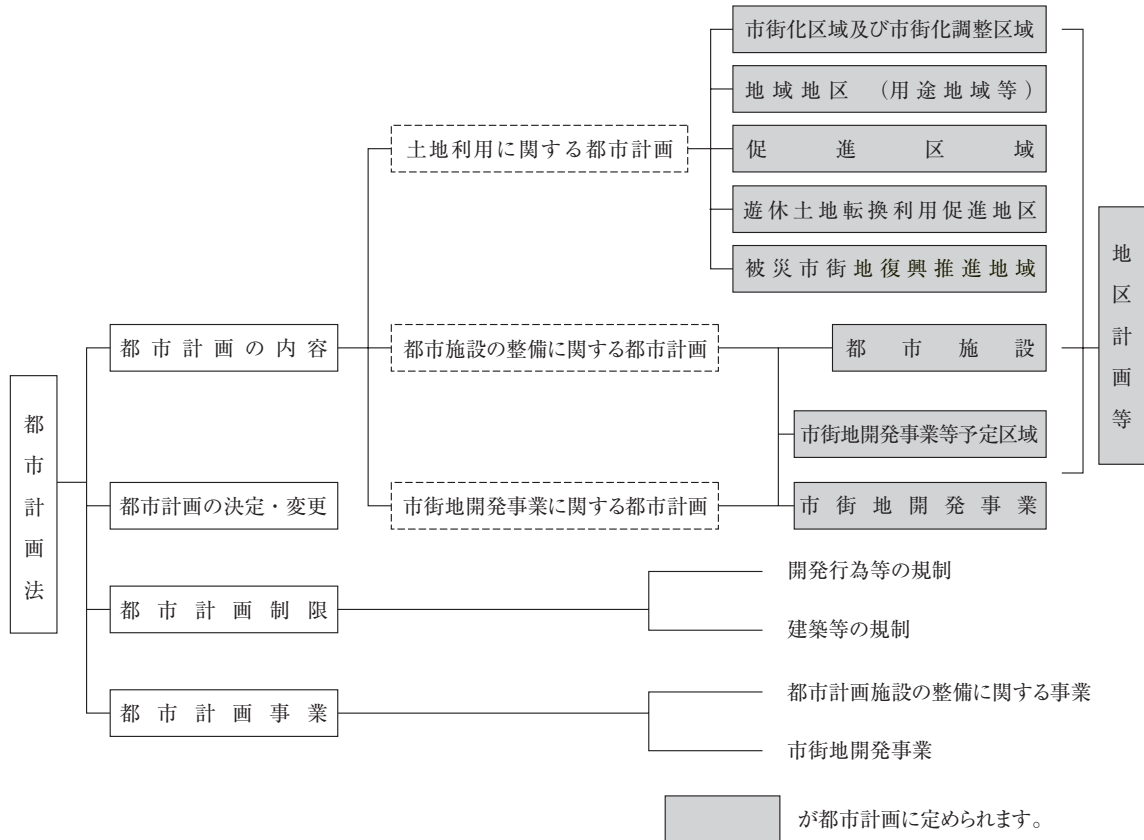 都市計画法
都市計画の内容
都市計画の決定・変更
都市計画制限
都市計画事業
土地利用に関する都市計画
都市施設の整備に関する都市計画
市街地開発事業に関する都市計画
市街化区域及び市街化調整区域
地域地区（用途地域等）
促進区域
遊休土地転換利用促進地区
被災市街地復興推進地域
都市施設
市街地開発事業等予定区域
市街地開発事業
地区計画等
開発行為等の規制
建築等の規制
都市計画施設の整備に関する事業
市街地開発事業
が都市計画に定められます。